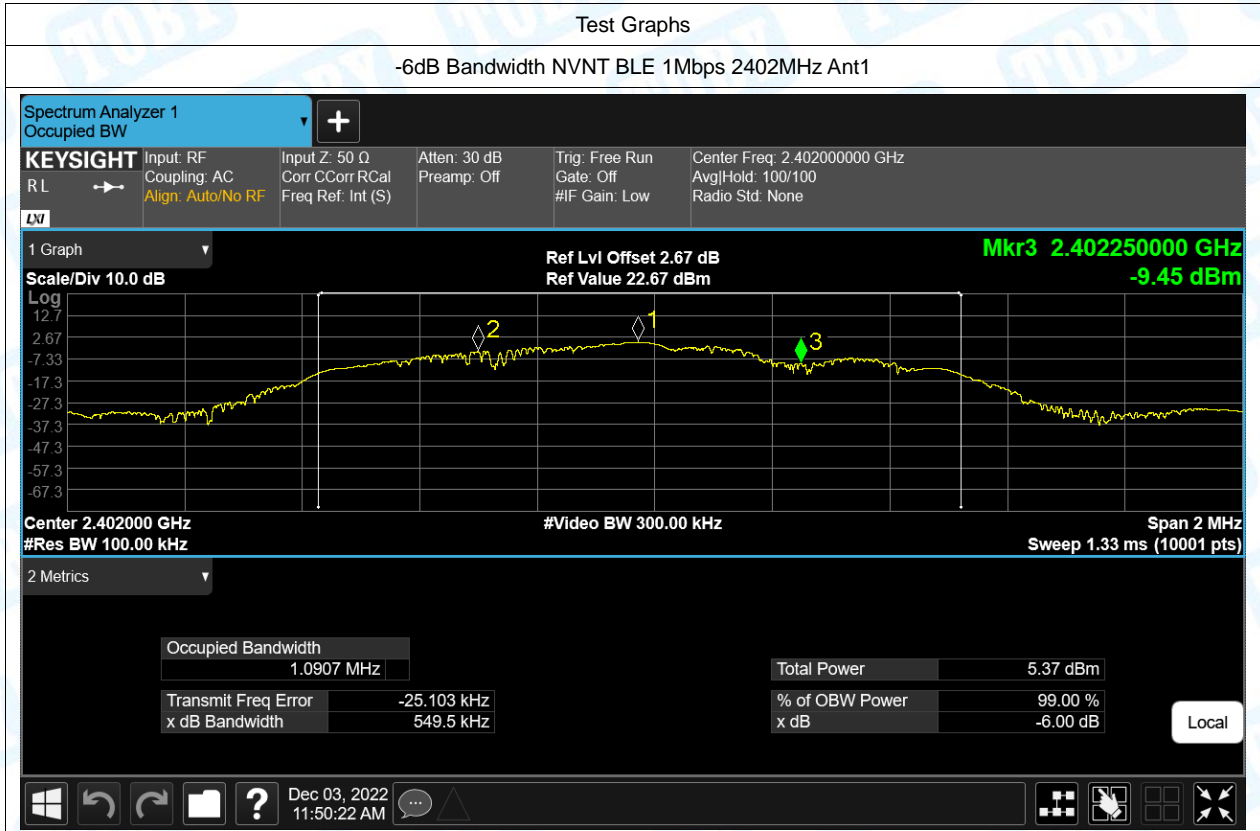 Test Graphs
-6dB Bandwidth NVNT BLE 1Mbps 2402MHz Ant1
Spectrum Analyzer 1
Occupied BW
KEYSIGHT Input: RF Input Z: 50 Ω Atten: 30 dB Trig: Free Run Center Freq: 2.402000000 GHz
R L Coupling: AC Corr CCorr RCal Preamp: Off Gate: Off Avg|Hold: 100/100
Align: Auto/No RF Freq Ref: Int (S) #IF Gain: Low Radio Std: None
LXI
1 Graph Ref Lvl Offset 2.67 dB Mkr3 2.402250000 GHz
Scale/Div 10.0 dB Ref Value 22.67 dBm -9.45 dBm
Log
12.7
2.67
-7.33
-17.3
-27.3
-37.3
-47.3
-57.3
-67.3
2
1
3
Center 2.402000 GHz #Video BW 300.00 kHz Span 2 MHz
#Res BW 100.00 kHz Sweep 1.33 ms (10001 pts)
2 Metrics
Occupied Bandwidth
1.0907 MHz Total Power 5.37 dBm
Transmit Freq Error -25.103 kHz % of OBW Power 99.00 %
x dB Bandwidth 549.5 kHz x dB -6.00 dB
Local
? Dec 03, 2022
11:50:22 AM
TOBY